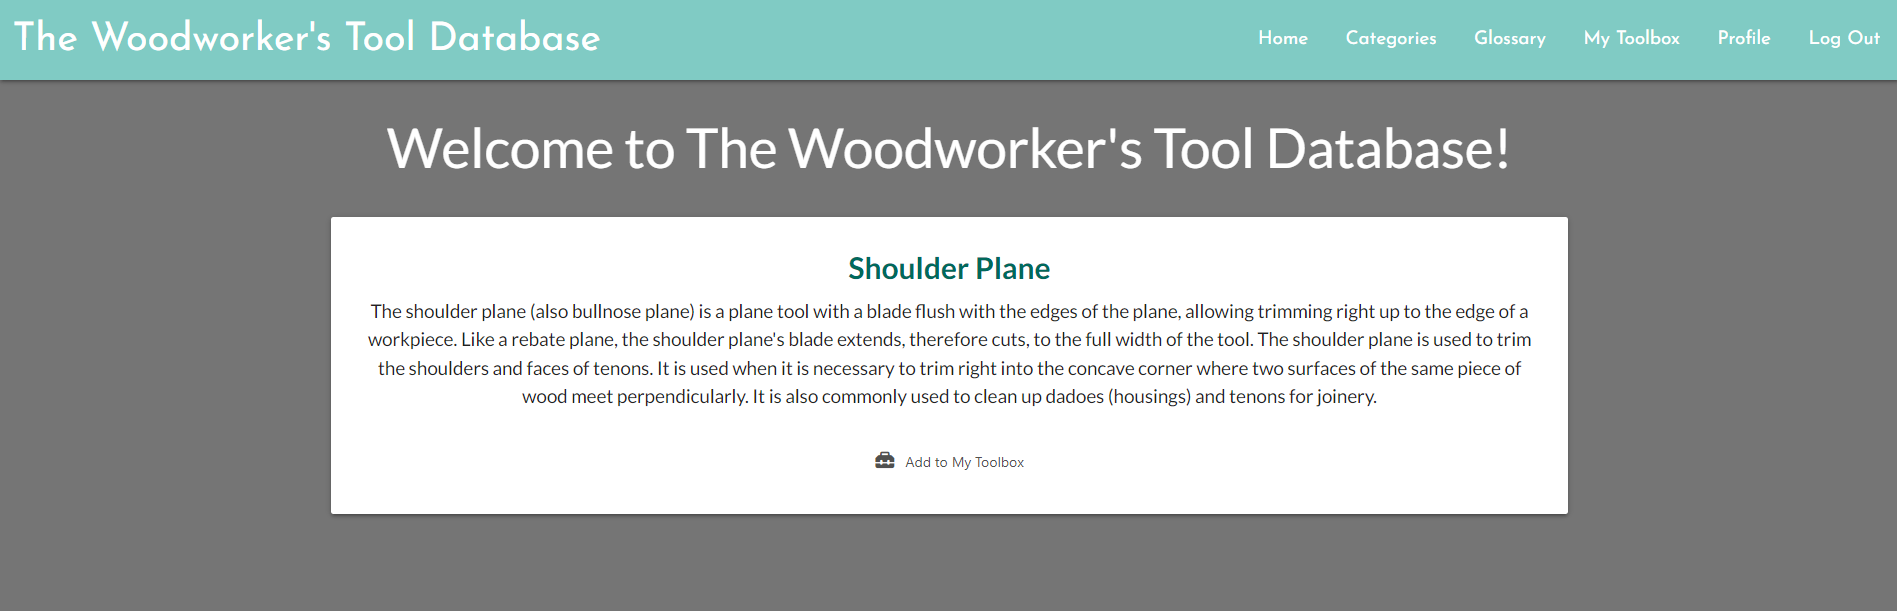 The Woodworker's Tool Database
Home Categories Glossary My Toolbox Profile Log Out
Welcome to The Woodworker's Tool Database!
Shoulder Plane
The shoulder plane (also bullnose plane) is a plane tool with a blade flush with the edges of the plane, allowing trimming right up to the edge of a
workpiece. Like a rebate plane, the shoulder plane's blade extends, therefore cuts, to the full width of the tool. The shoulder plane is used to trim
the shoulders and faces of tenons. It is used when it is necessary to trim right into the concave corner where two surfaces of the same piece of
wood meet perpendicularly. It is also commonly used to clean up dadoes (housings) and tenons for joinery.
Add to My Toolbox